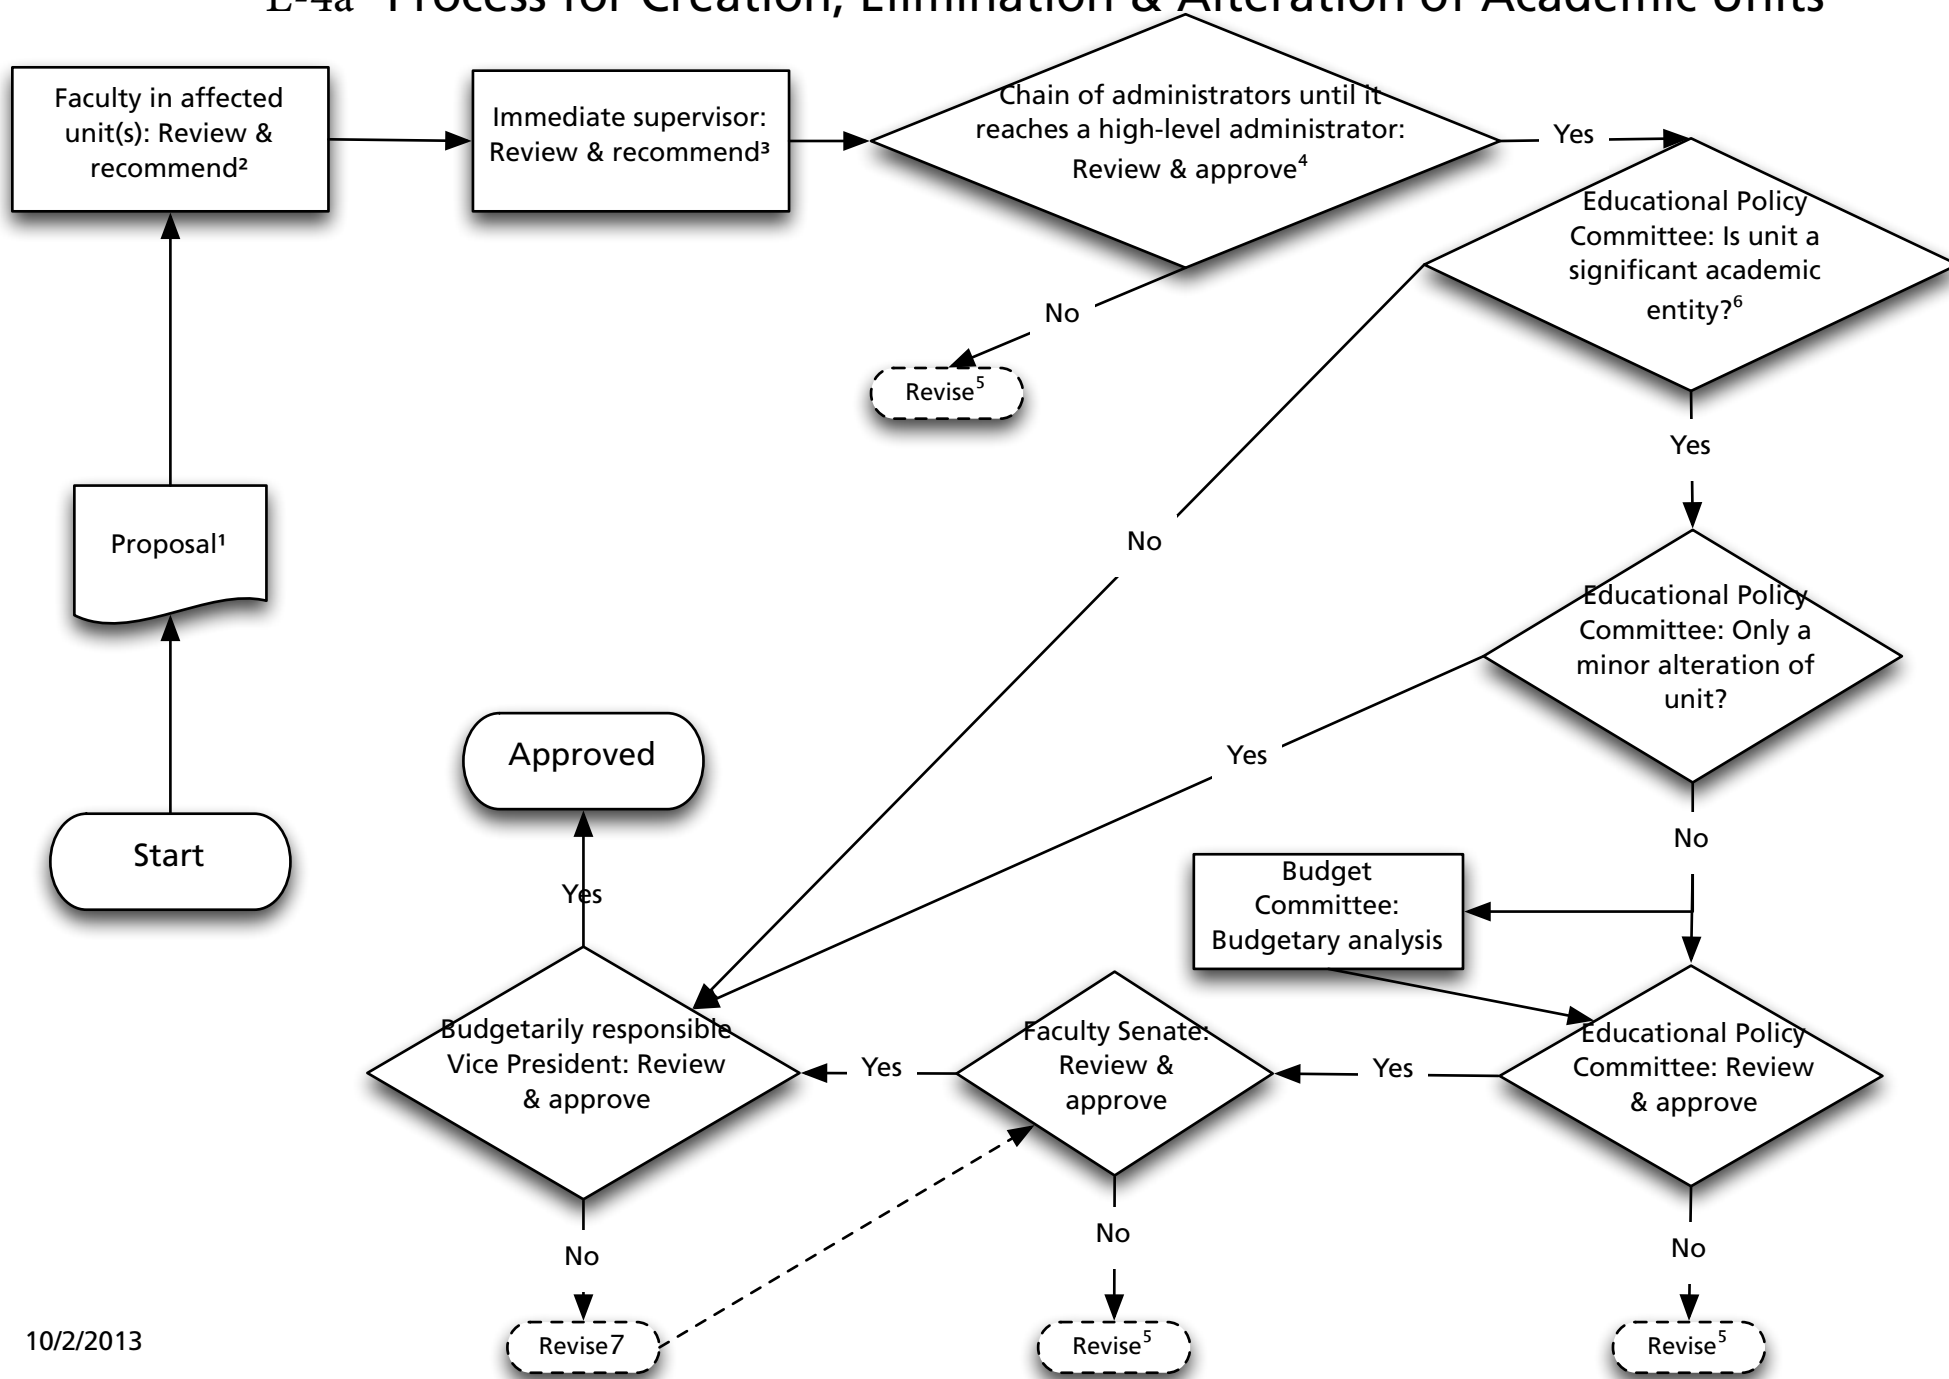 E-4a Process for Creation, Elimination & Alteration of Academic Units
Faculty in affected
unit(s): Review &
recommend²
Immediate supervisor:
Review & recommend³
Chain of administrators until it
reaches a high-level administrator:
Review & approve⁴
Yes
Educational Policy
Committee: Is unit a
significant academic
entity?⁶
No
Revise⁵
Yes
No
Proposal¹
Educational Policy
Committee: Only a
minor alteration of
unit?
Approved
Yes
Start
No
Yes
Budget
Committee:
Budgetary analysis
Budgetarily responsible
Vice President: Review
& approve
Yes
Faculty Senate:
Review &
approve
Yes
Educational Policy
Committee: Review
& approve
No
No
No
10/2/2013
Revise7
Revise⁵
Revise⁵